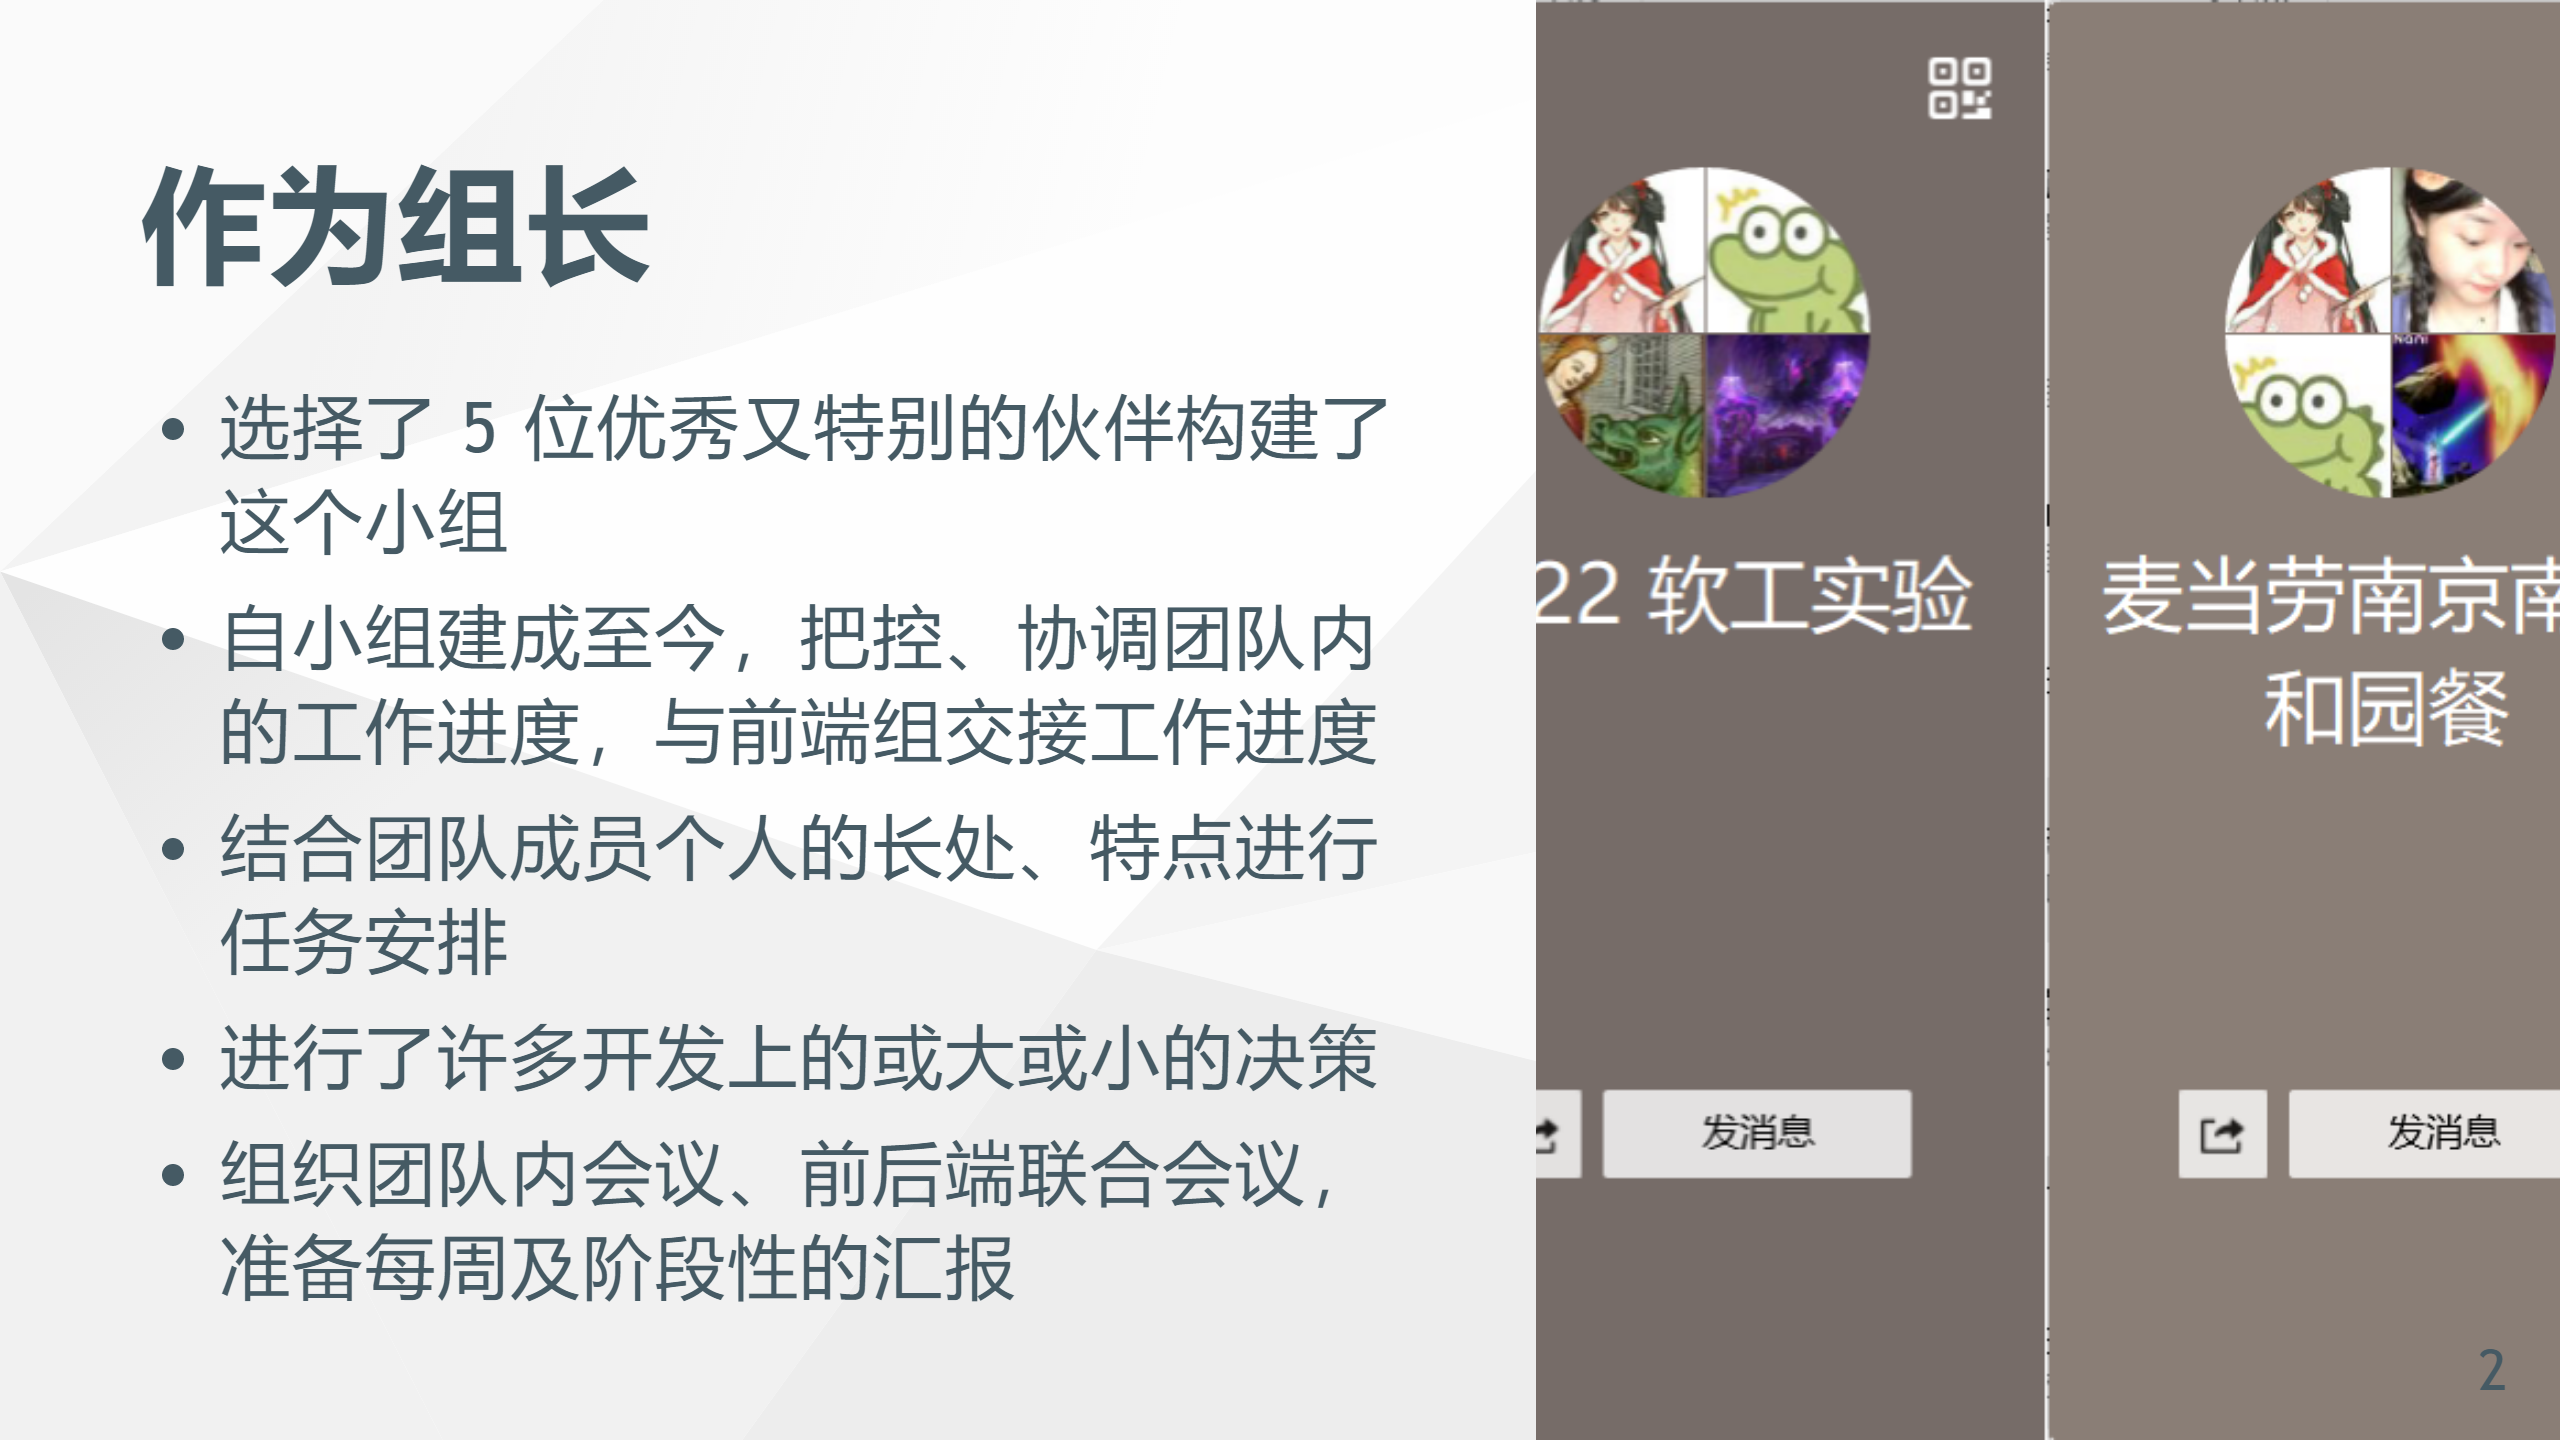 作为组长
• 选择了 5 位优秀又特别的伙伴构建了
这个小组
• 自小组建成至今，把控、协调团队内
的工作进度，与前端组交接工作进度
• 结合团队成员个人的长处、特点进行
任务安排
• 进行了许多开发上的或大或小的决策
• 组织团队内会议、前后端联合会议，
准备每周及阶段性的汇报
22 软工实验
发消息
Nani
麦当劳南京南
和园餐
发消息
2